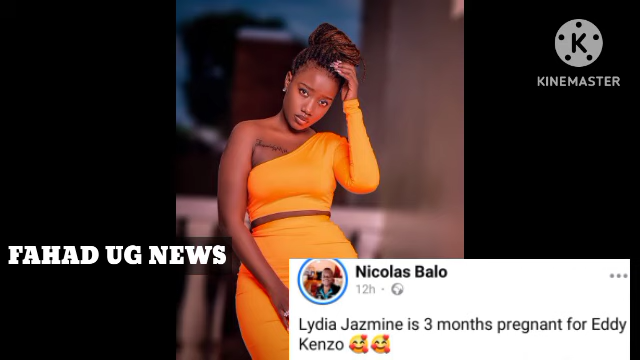 KINEMASTER
FAHAD UG NEWS
Nicolas Balo
12h
Lydia Jazmine is 3 months pregnant for Eddy
Kenzo 🥰🥰